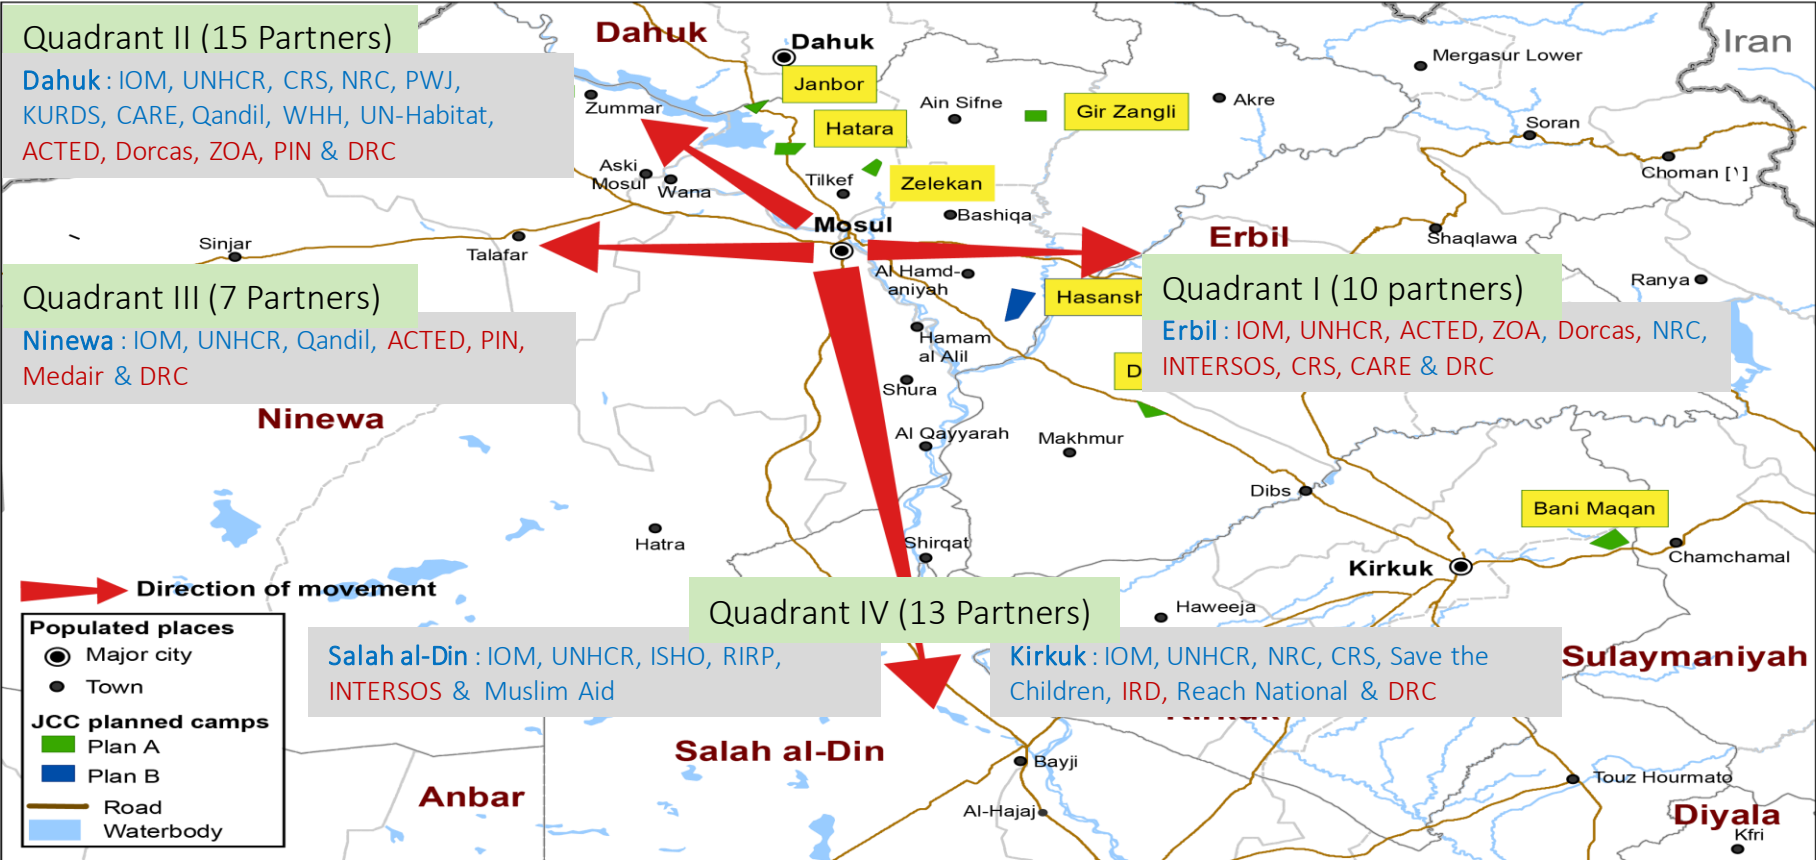 Quadrant II (15 Partners)
Dahuk : IOM, UNHCR, CRS, NRC, PWJ,
KURDS, CARE, Qandil, WHH, UN-Habitat,
ACTED, Dorcas, ZOA, PIN & DRC
Dahuk
Dahuk
Janbor
Zummar
Hatara
Ain Sifne
Gir Zangli
Akre
Mergasur Lower
Iran
Soran
Choman [١]
Aski
Mosul
Wana
Tilkef
Zelekan
Bashiqa
Mosul
Erbil
Shaqlawa
Ranya
Sinjar
Talafar
Al Hamd-
aniyah
Hasansh
Quadrant III (7 Partners)
Ninewa : IOM, UNHCR, Qandil, ACTED, PIN,
Medair & DRC
Quadrant I (10 partners)
Erbil : IOM, UNHCR, ACTED, ZOA, Dorcas, NRC,
INTERSOS, CRS, CARE & DRC
Hamam
al Alil
D
Shura
Ninewa
Al Qayyarah
Makhmur
Dibs
Bani Maqan
Hatra
Shirqat
Chamchamal
Kirkuk
Haweeja
Direction of movement
Populated places
Major city
Town
JCC planned camps
Plan A
Plan B
Road
Waterbody
Quadrant IV (13 Partners)
Salah al-Din : IOM, UNHCR, ISHO, RIRP,
INTERSOS & Muslim Aid
Kirkuk : IOM, UNHCR, NRC, CRS, Save the
Children, IRD, Reach National & DRC
Sulaymaniyah
Kirkuk
Salah al-Din
Bayji
Anbar
Al-Hajaj
Touz Hourmato
Diyala
Kfri